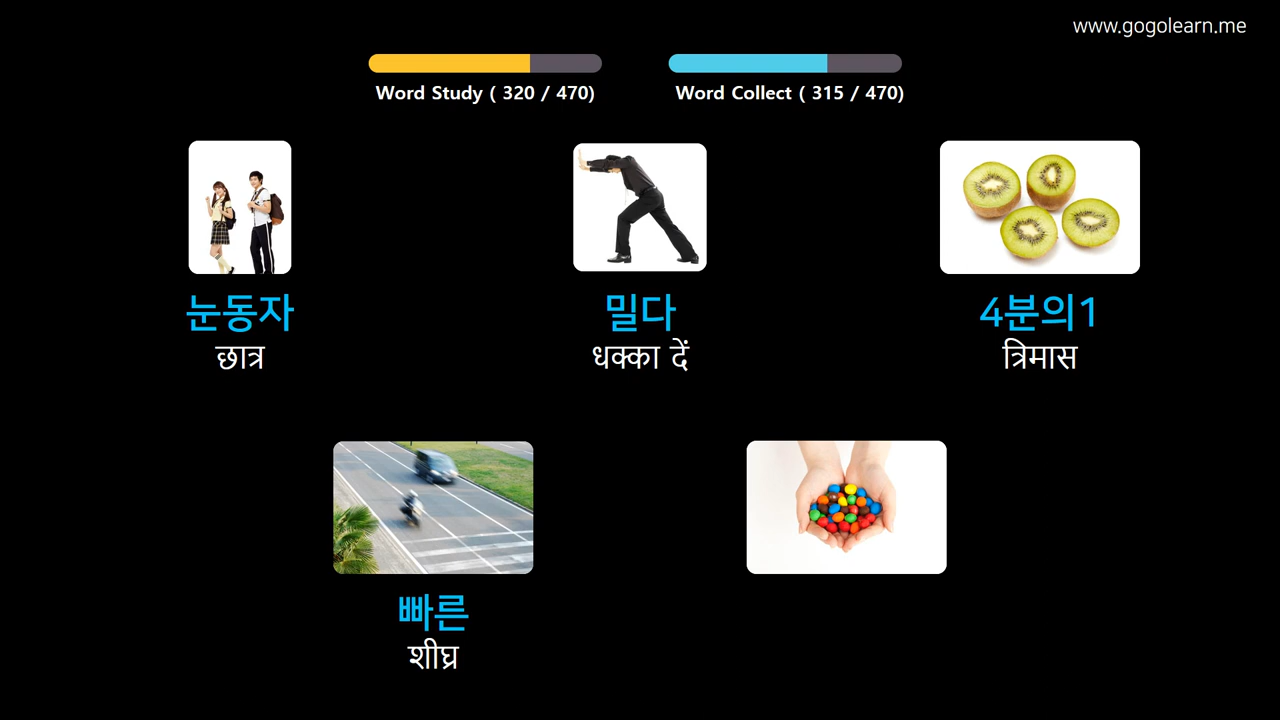 www.gogolearn.me
Word Study ( 320 / 470)
Word Collect ( 315 / 470)
눈동자
छात्र
밀다
धक्का दें
4분의1
त्रिमास
빠른
शीघ्र